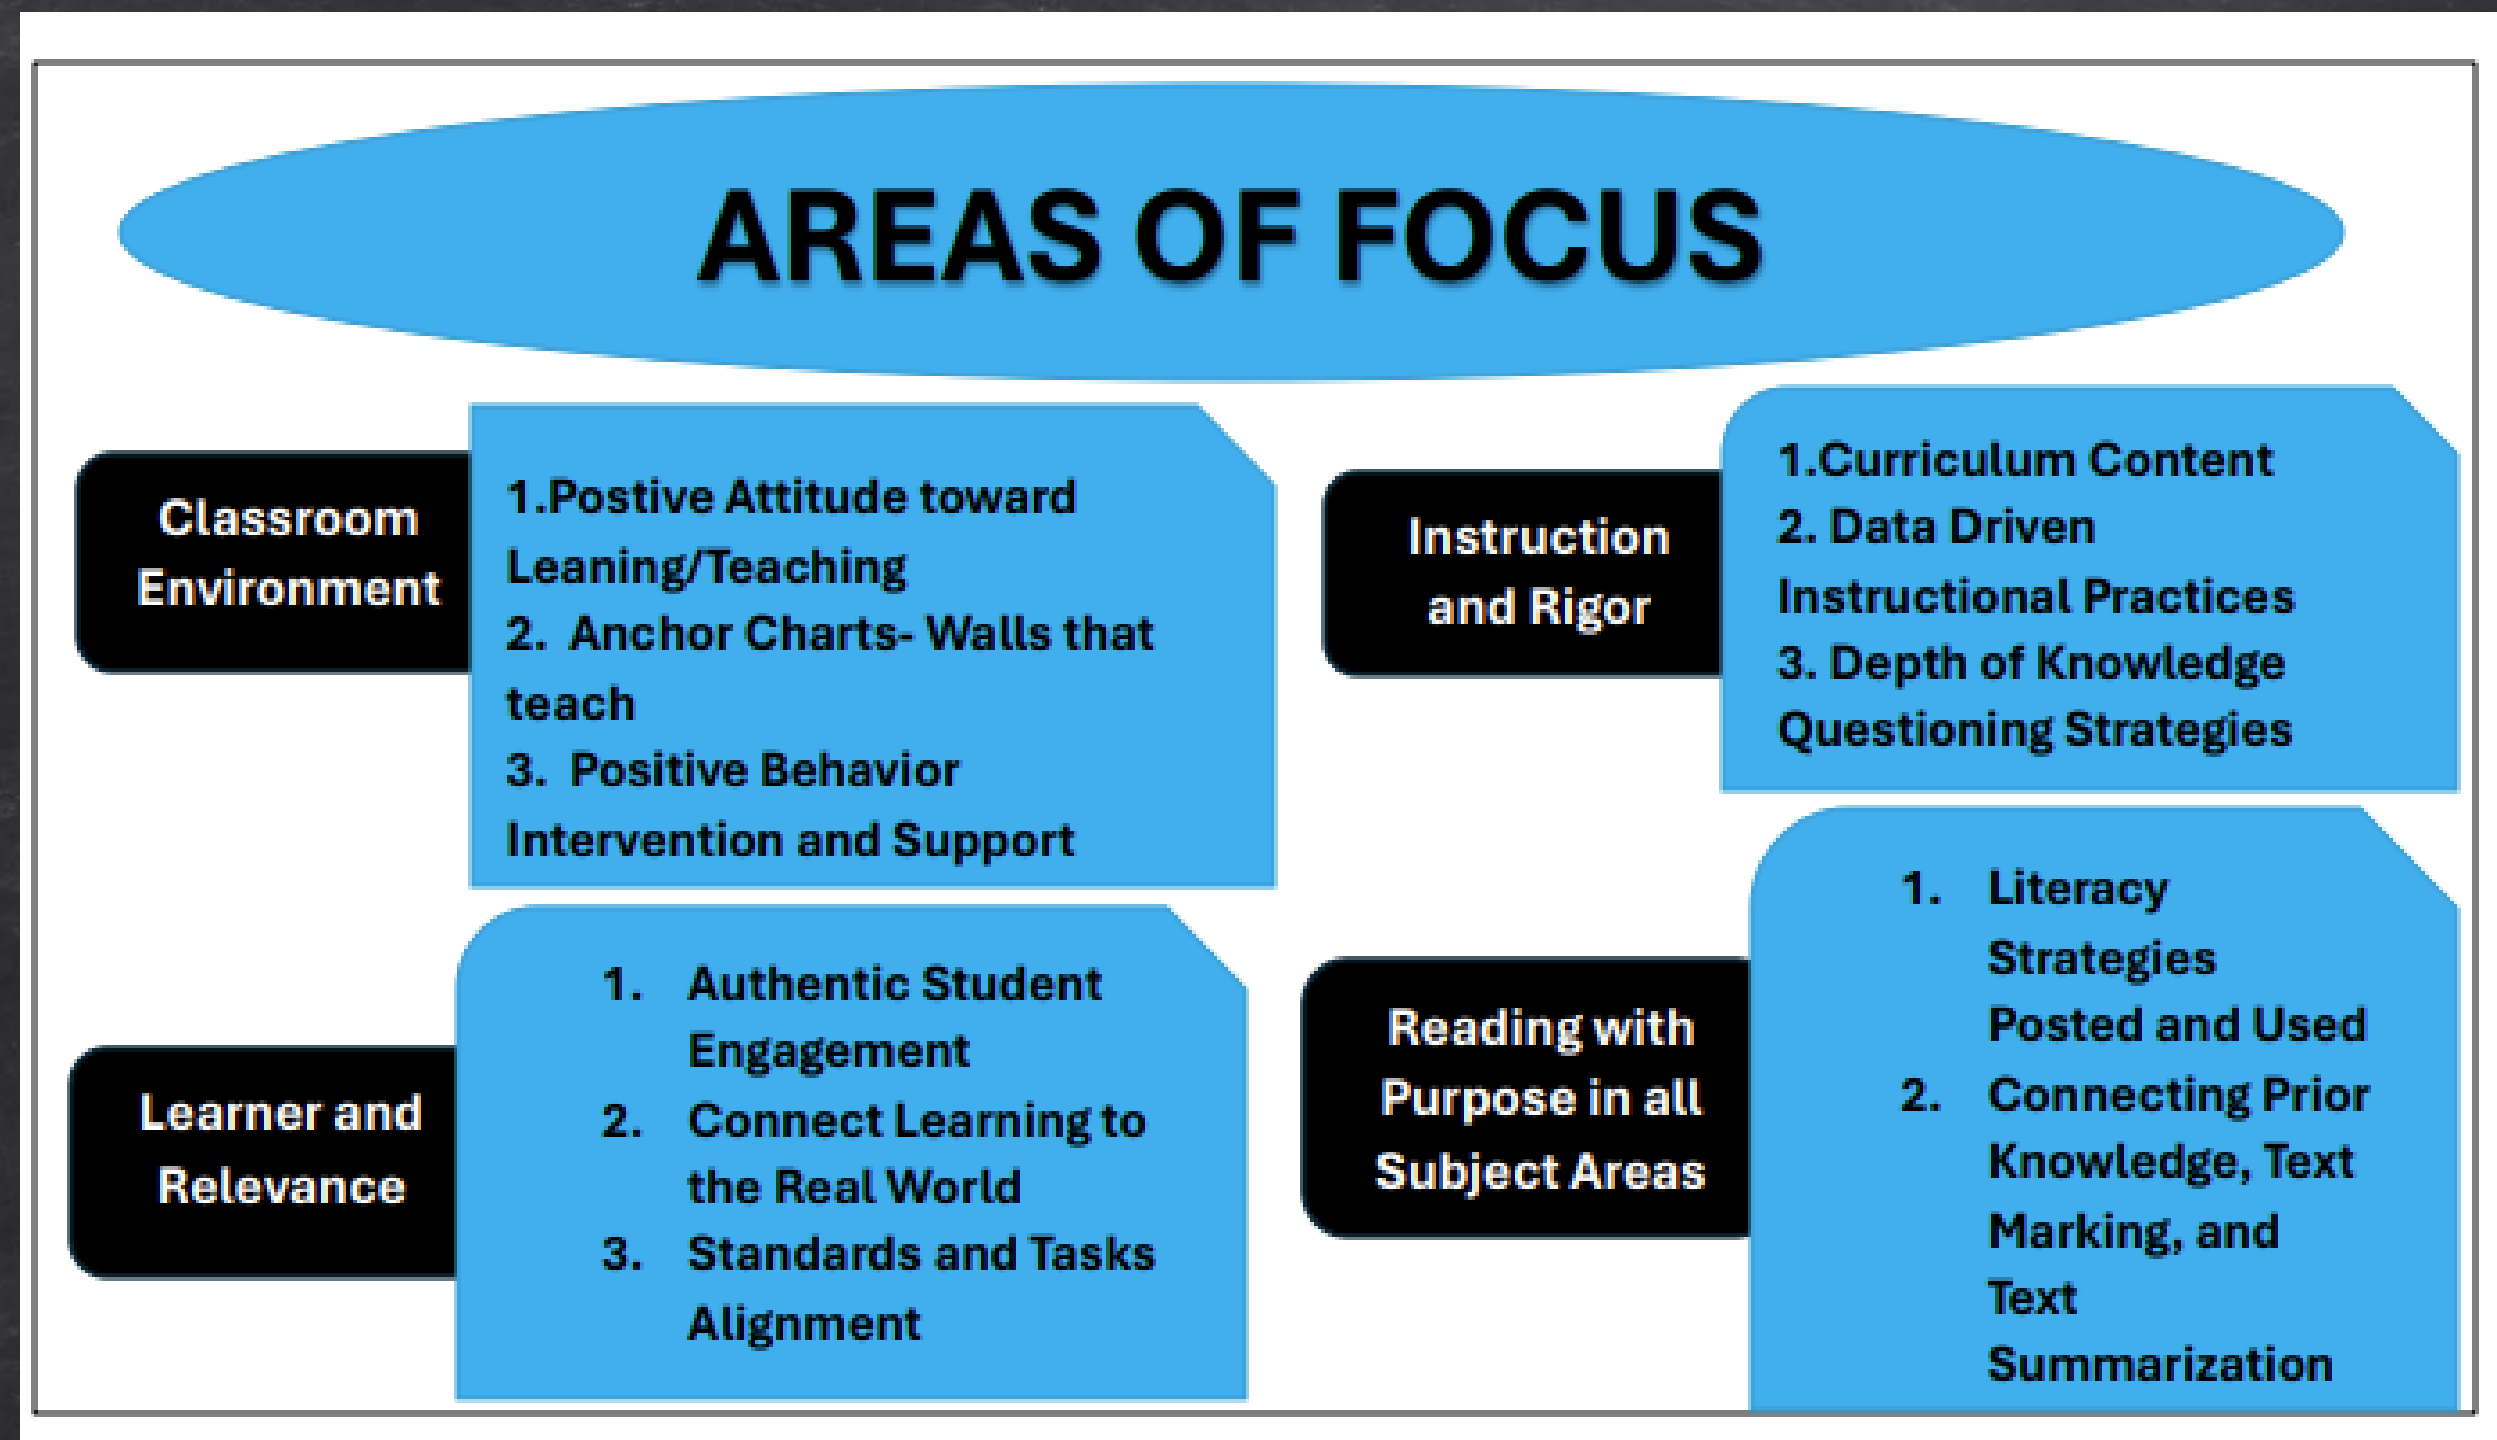 AREAS OF FOCUS
Classroom
Environment
1.Postive Attitude toward
Leaning/Teaching
2.  Anchor Charts- Walls that
teach
3.  Positive Behavior
Intervention and Support
Instruction
and Rigor
1.Curriculum Content
2. Data Driven
Instructional Practices
3. Depth of Knowledge
Questioning Strategies
Learner and
Relevance
1. Authentic Student
Engagement
2. Connect Learning to
the Real World
3. Standards and Tasks
Alignment
Reading with
Purpose in all
Subject Areas
1. Literacy
Strategies
Posted and Used
2. Connecting Prior
Knowledge, Text
Marking, and
Text
Summarization